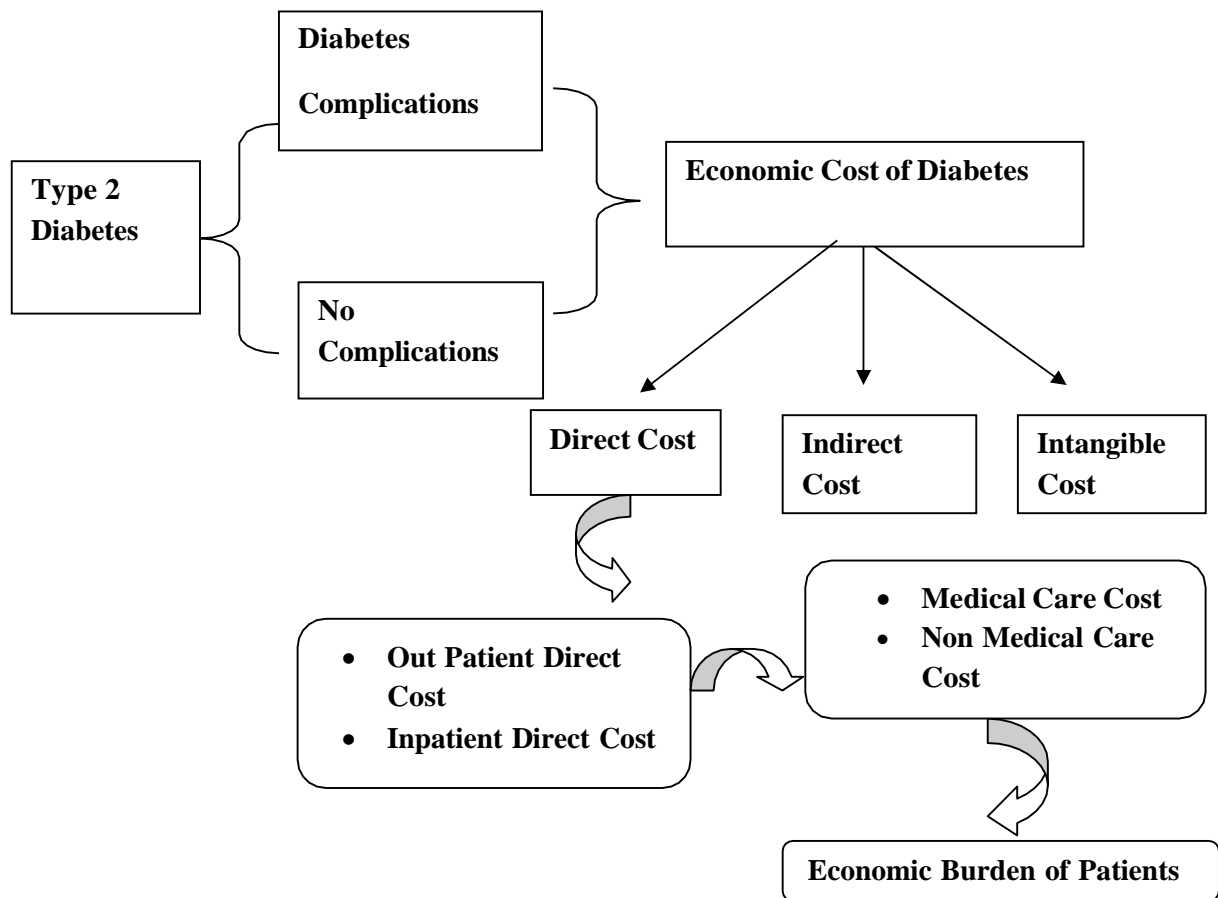 Diabetes
Complications
Type 2
Diabetes
No
Complications
Economic Cost of Diabetes
Direct Cost
Indirect
Cost
Intangible
Cost
• Out Patient Direct
Cost
• Inpatient Direct Cost
• Medical Care Cost
• Non Medical Care
Cost
Economic Burden of Patients